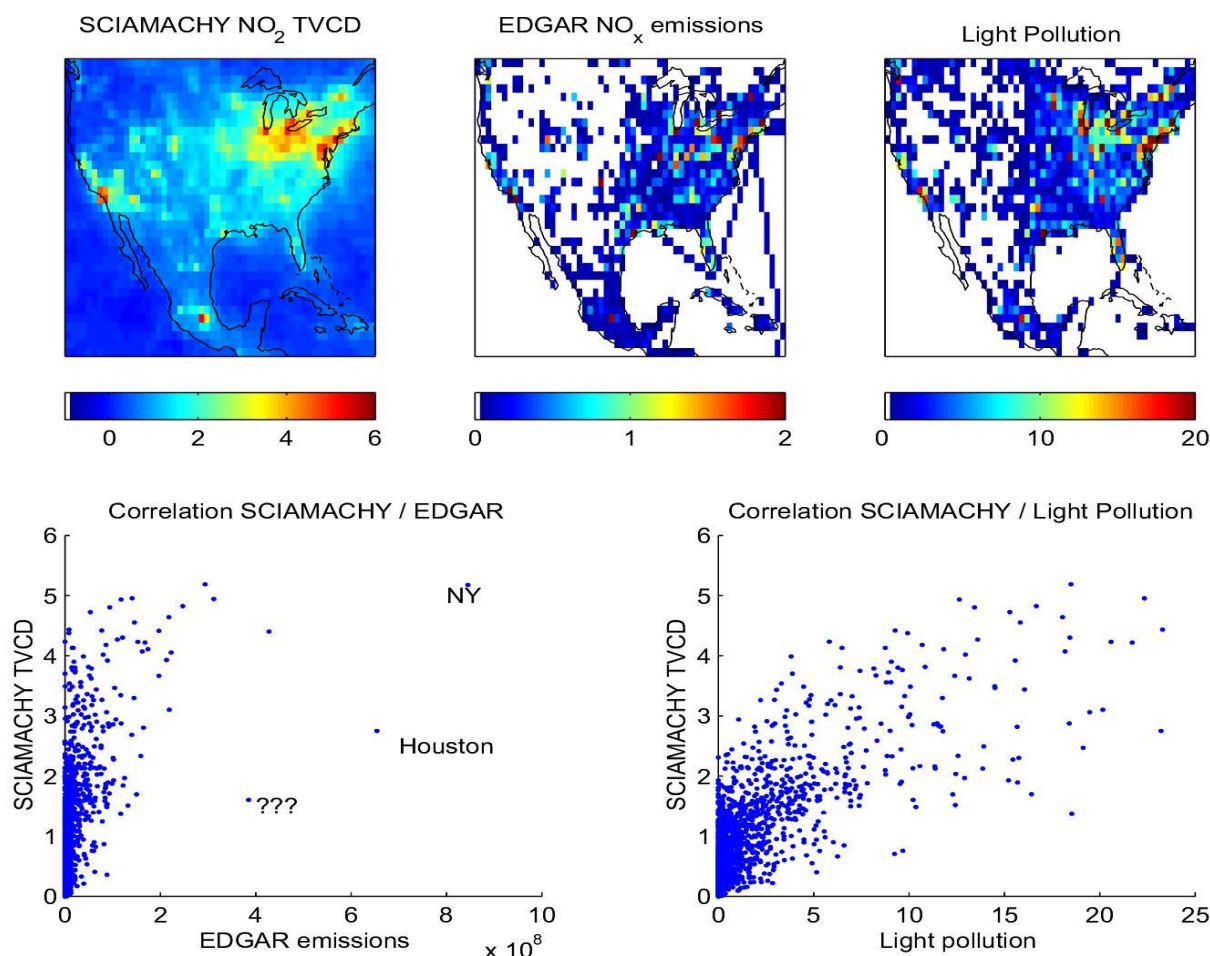 SCIAMACHY NO2 TVCD
EDGAR NOx emissions
Light Pollution
0 2 4 6
0 1 2
0 10 20
Correlation SCIAMACHY / EDGAR
6
5
4
3
2
1
0
SCIAMACHY TVCD
NY
Houston
???
0 2 4 6 8 10
EDGAR emissions
x 10^8
Correlation SCIAMACHY / Light Pollution
6
5
4
3
2
1
0
SCIAMACHY TVCD
0 5 10 15 20 25
Light pollution